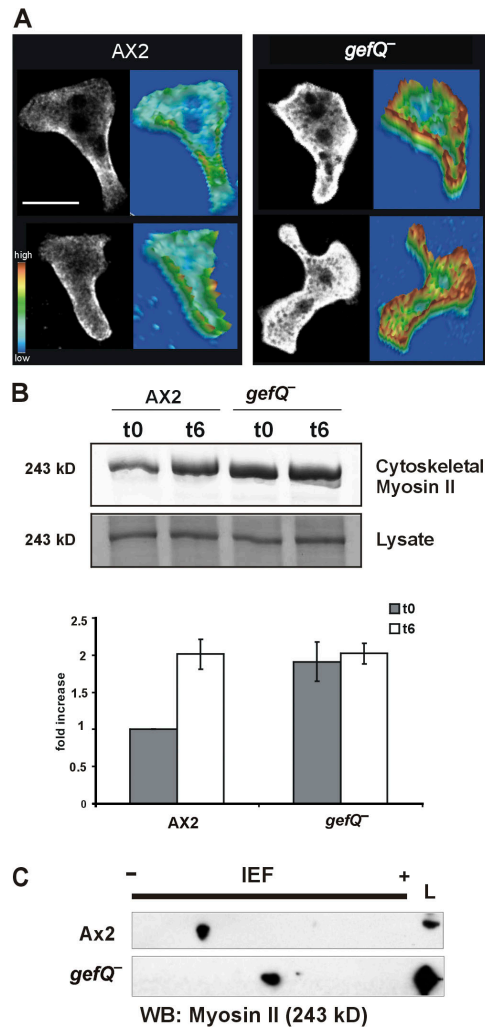 A
AX2
gefQ⁻
high
low
B
AX2 gefQ⁻
t0 t6 t0 t6
243 kD Cytoskeletal
Myosin II
243 kD Lysate
t0
t6
fold increase
2.5
2
1.5
1
0.5
0
AX2 gefQ⁻
C
− IEF + L
Ax2
gefQ⁻
WB: Myosin II (243 kD)